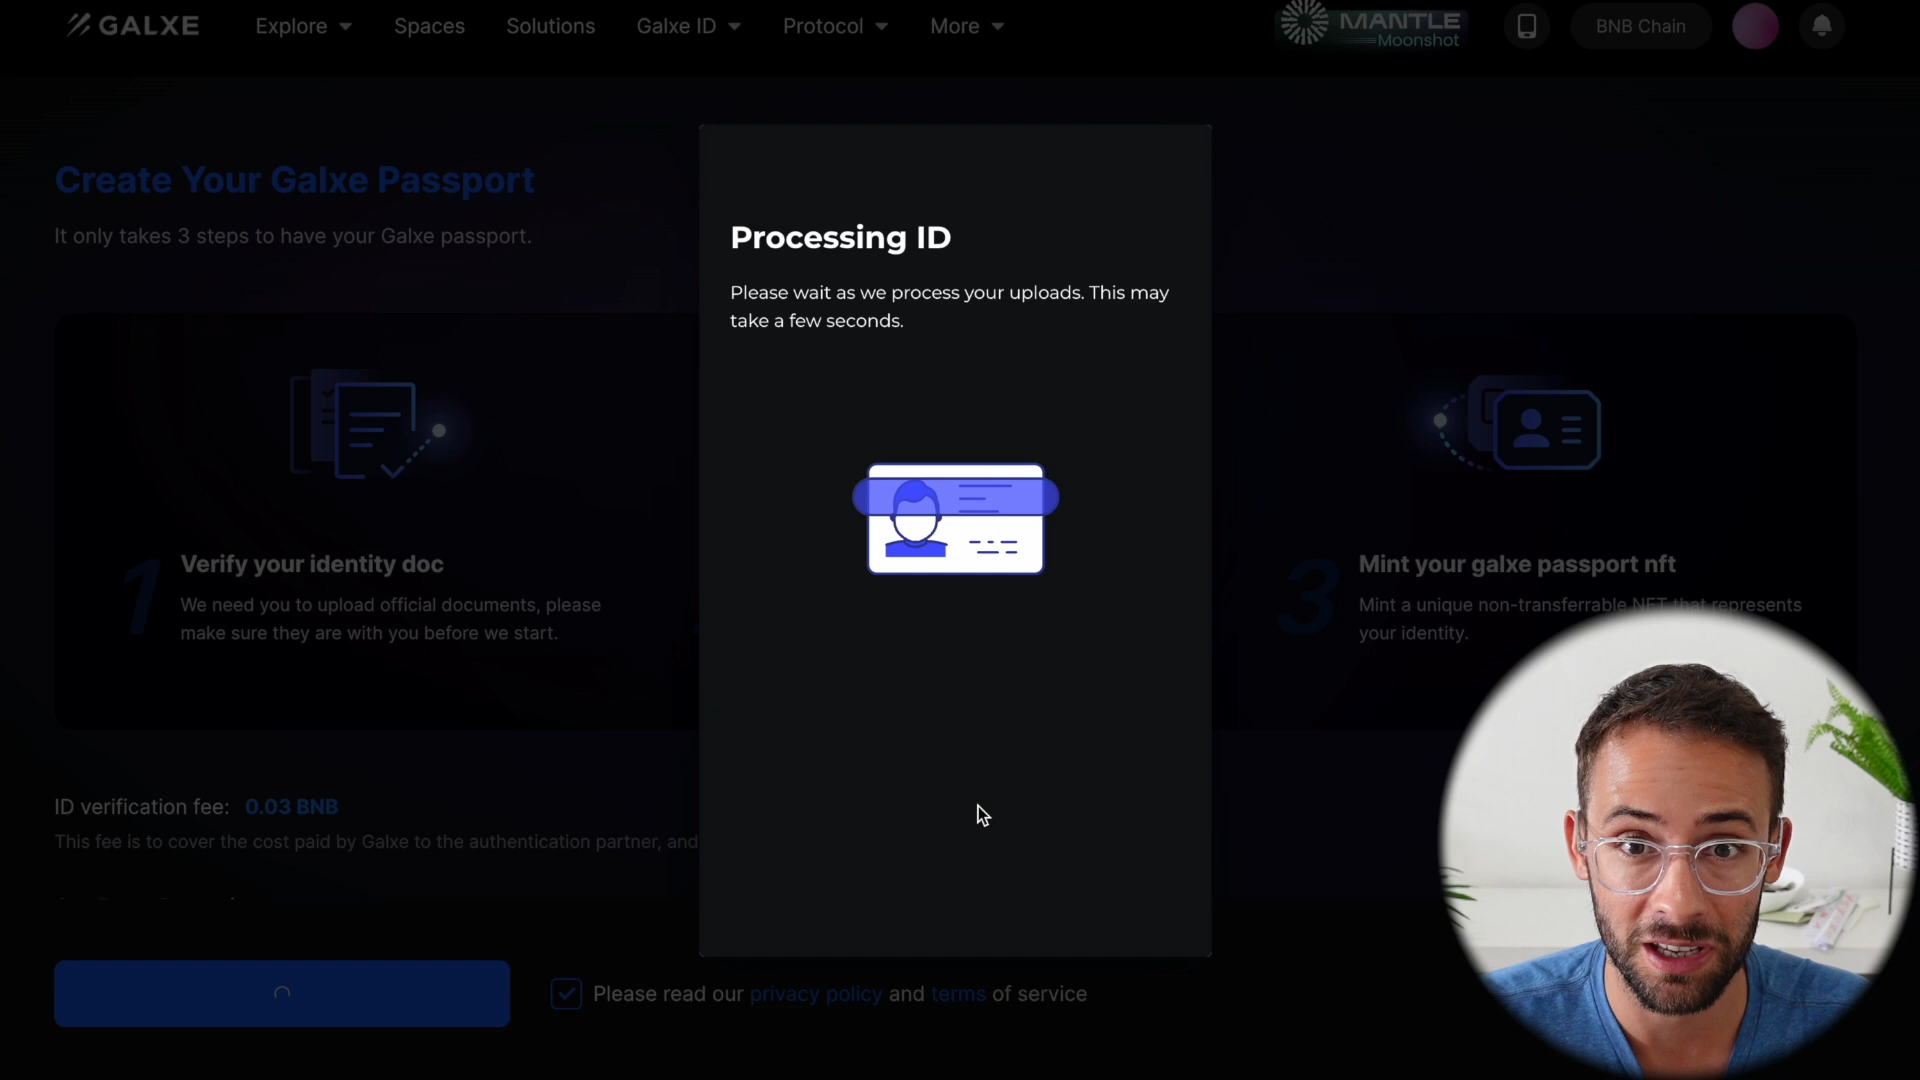 GALXE
Explore
Spaces
Solutions
Galxe ID
Protocol
More
MANTLE
Moonshot
BNB Chain
Create Your Galxe Passport
It only takes 3 steps to have your Galxe passport.
Processing ID
Please wait as we process your uploads. This may
take a few seconds.
1
Verify your identity doc
We need you to upload official documents, please
make sure they are with you before we start.
3
Mint your galxe passport nft
Mint a unique non-transferrable NFT that represents
your identity.
ID verification fee: 0.03 BNB
This fee is to cover the cost paid by Galxe to the authentication partner, and
Please read our privacy policy and terms of service